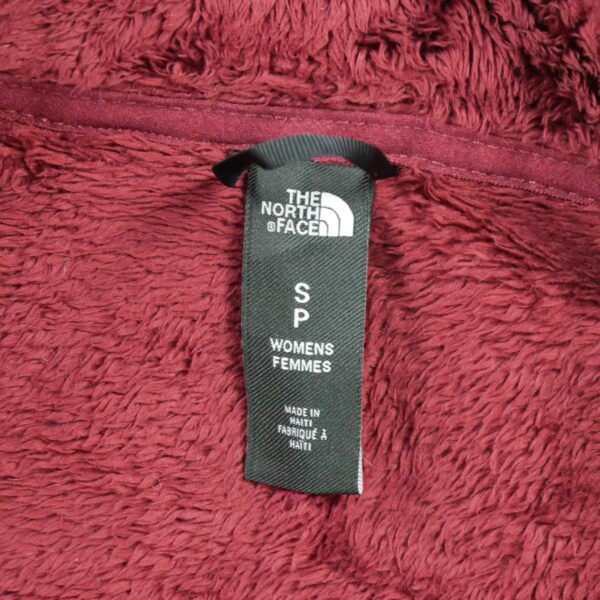 THE
NORTH
®FACE
S
P
WOMENS
FEMMES
MADE IN
HAITI
FABRIQUÉ À
HAÏTI